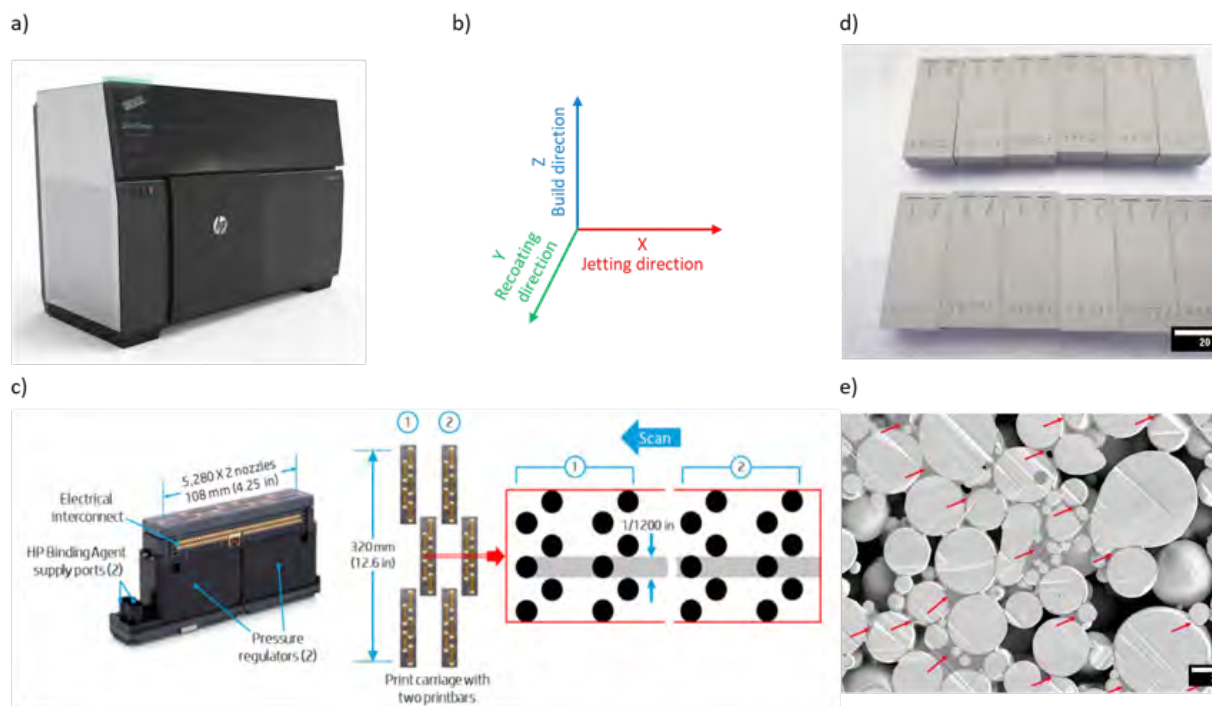 a)
b)
d)
hp
Z
Build direction
X
Jetting direction
Y
Recoating
direction
20
c)
e)
1
2
Scan
5,280 X 2 nozzles
108 mm (4.25 in)
Electrical
interconnect
HP Binding Agent
supply ports (2)
Pressure
regulators (2)
320 mm
(12.6 in)
Print carriage with
two printbars
1
2
1/1200 in